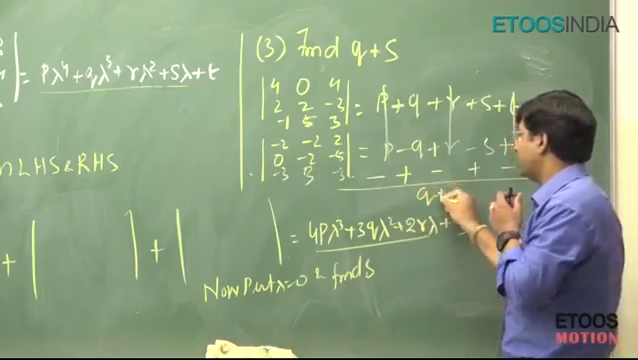 ETOOSINDIA
= pλ⁴+qλ³+rλ²+sλ+t
n LHS & RHS
+ | | + | | = 4pλ³+3qλ²+2rλ+
Now Put λ=0 & find s
(3) Find q+s
| 4 0 4 |
| 2 2 -3 | = p+q+r+s+t
| -1 5 3 |
| -2 -2 2 |
| 0 -2 -5 | = p-q+r-s+
| -3 3 -3 |
- + - + -
q+
ETOOS
MOTION